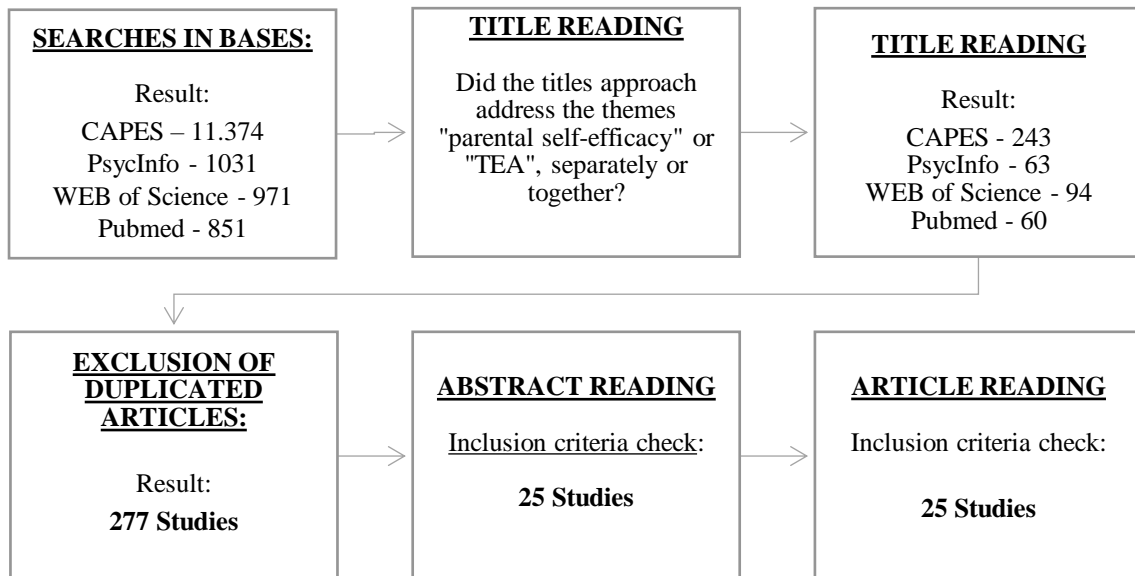 SEARCHES IN BASES:
Result:
CAPES – 11.374
PsycInfo - 1031
WEB of Science - 971
Pubmed - 851
TITLE READING
Did the titles approach
address the themes
"parental self-efficacy" or
"TEA", separately or
together?
TITLE READING
Result:
CAPES - 243
PsycInfo - 63
WEB of Science - 94
Pubmed - 60
EXCLUSION OF
DUPLICATED
ARTICLES:
Result:
277 Studies
ABSTRACT READING
Inclusion criteria check:
25 Studies
ARTICLE READING
Inclusion criteria check:
25 Studies